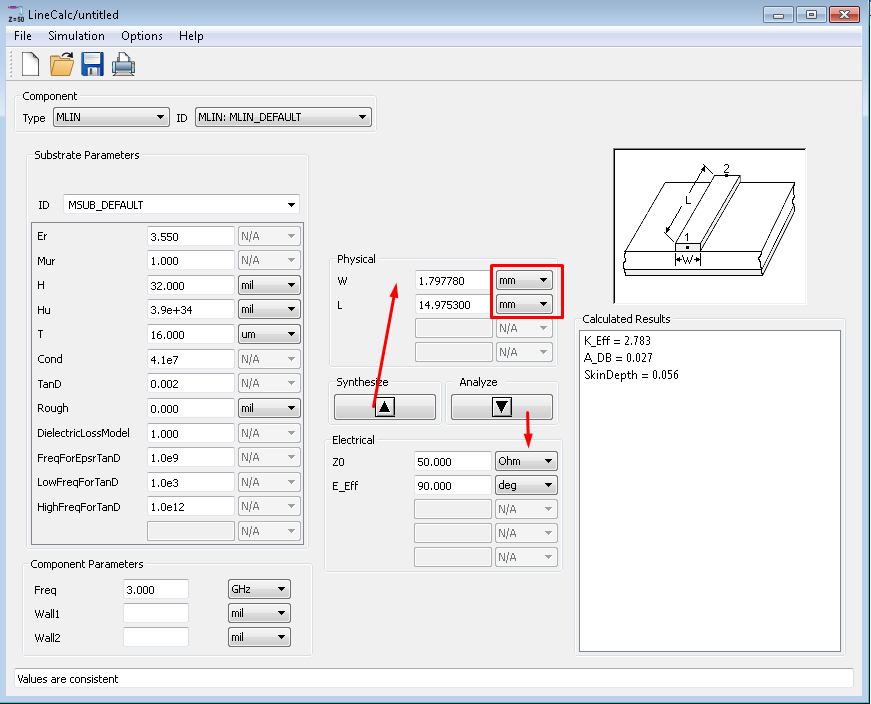 Z=50 LineCalc/untitled
File Simulation Options Help
Component
Type MLIN ID MLIN: MLIN_DEFAULT
Substrate Parameters
ID MSUB_DEFAULT
Er 3.550 N/A
Mur 1.000 N/A
H 32.000 mil
Hu 3.9e+34 mil
T 16.000 um
Cond 4.1e7 N/A
TanD 0.002 N/A
Rough 0.000 mil
DielectricLossModel 1.000 N/A
FreqForEpsrTanD 1.0e9 N/A
LowFreqForTanD 1.0e3 N/A
HighFreqForTanD 1.0e12 N/A
N/A
Component Parameters
Freq 3.000 GHz
Wall1 mil
Wall2 mil
Physical
W 1.797780 mm
L 14.975300 mm
N/A
N/A
Synthesize Analyze
Electrical
Z0 50.000 Ohm
E_Eff 90.000 deg
N/A
N/A
N/A
2
L
1
W
Calculated Results
K_Eff = 2.783
A_DB = 0.027
SkinDepth = 0.056
Values are consistent